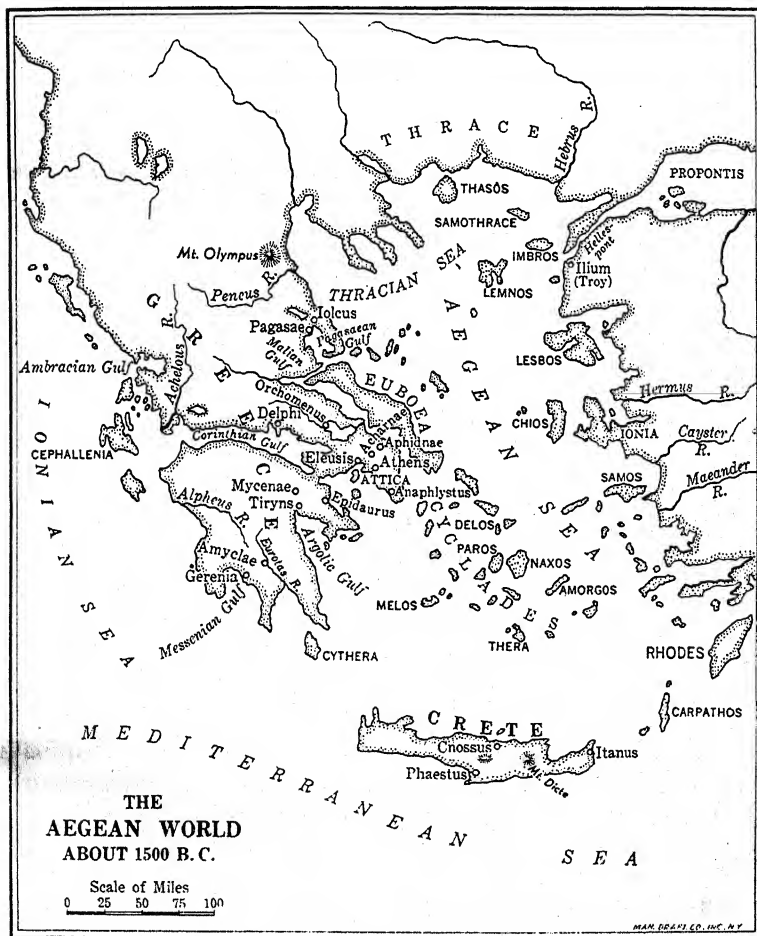 THRACE
Hebrus R.
PROPONTIS
THASOS
SAMOTHRACE
IMBROS
Hellespont
Ilium
(Troy)
Mt. Olympus
THRACIAN SEA
LEMNOS
Peneus R.
GREECE
AEGEAN SEA
Iolcus
Pagasae
Pagasaean
Gulf
Malian
Gulf
Achelous R.
Ambracian Gulf
LESBOS
EUBOEA
Hermus R.
Orchomenus
Delphi
Acharnae
Aphidnae
CHIOS
IONIA
Cayster
R.
Corinthian Gulf
Eleusis
Athens
ATTICA
CEPHALLENIA
IONIAN SEA
Maeander
R.
SAMOS
Mycenae
Tiryns
Anaphlystus
Epidaurus
Alpheus R.
CYCLADES
DELOS
PAROS
NAXOS
Amyclae
Eurotas R.
Argolic Gulf
Gerenia
AMORGOS
MELOS
Messenian Gulf
THERA
CYTHERA
RHODES
CARPATHOS
CRETE
Cnossus
Itanus
Phaestus
Mt. Dicte
MEDITERRANEAN SEA
THE
AEGEAN WORLD
ABOUT 1500 B. C.
Scale of Miles
0 25 50 75 100
MAN. DRAFT. CO. INC. N.Y.